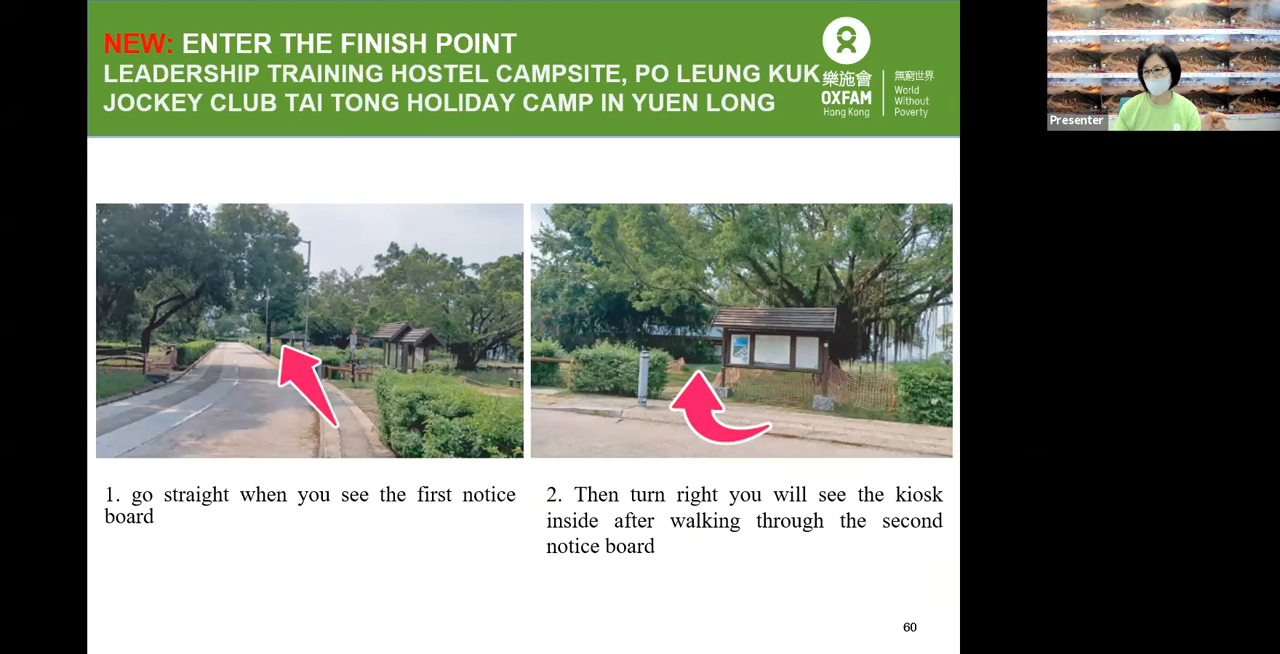 NEW: ENTER THE FINISH POINT
LEADERSHIP TRAINING HOSTEL CAMPSITE, PO LEUNG KUK
JOCKEY CLUB TAI TONG HOLIDAY CAMP IN YUEN LONG
樂施會
OXFAM
Hong Kong
無窮世界
World
Without
Poverty
Presenter
1. go straight when you see the first notice
board
2. Then turn right you will see the kiosk
inside after walking through the second
notice board
60